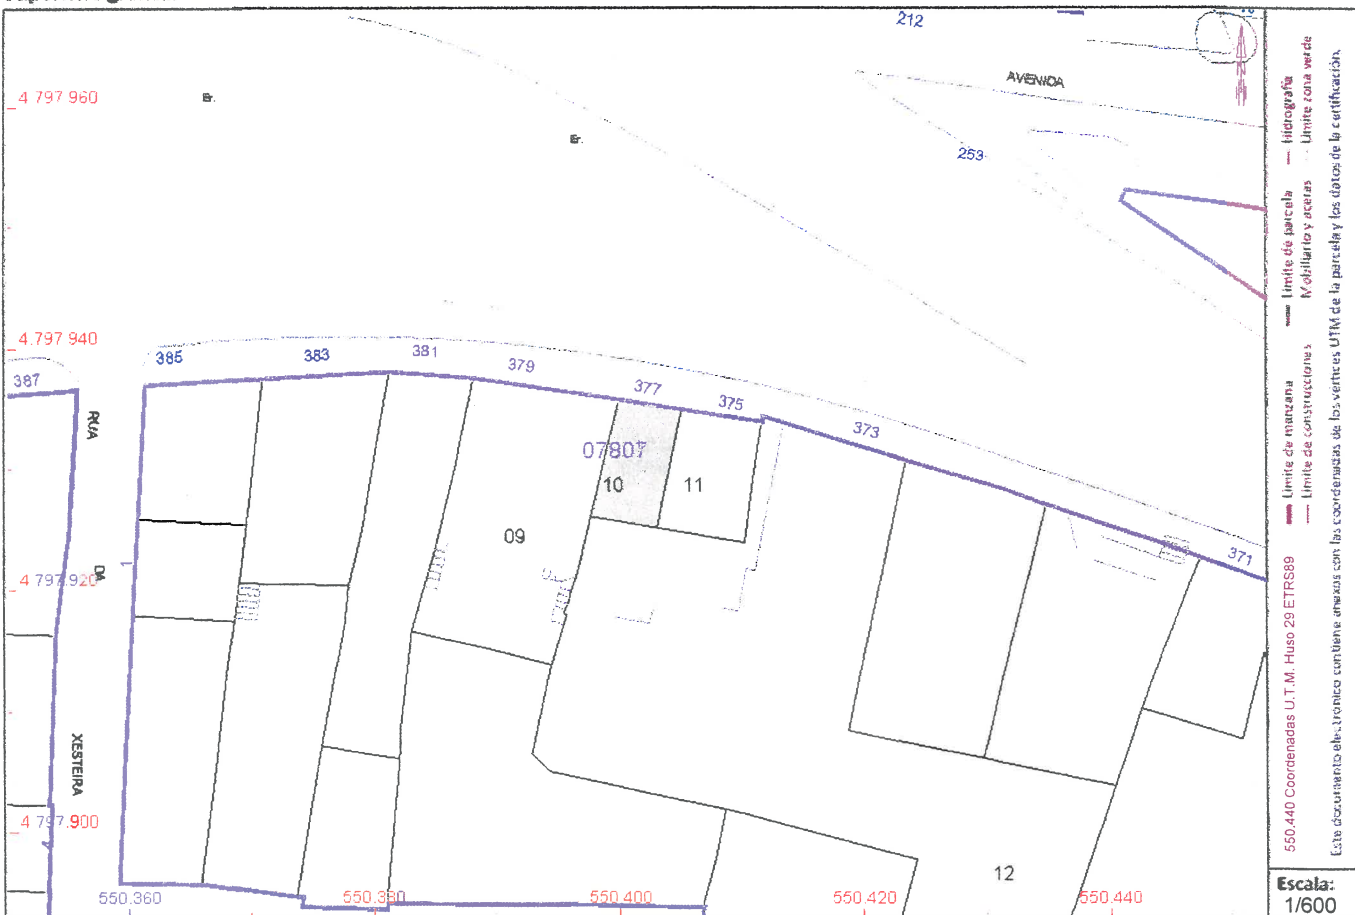 212
AVENIDA
4 797 960
Er.
Er.
253
4.797.940
385
383
381
379
377
375
373
371
387
RUA
DA
XESTEIRA
07807
10
11
09
1
4 797.920
4 797.900
12
550.360
550.380
550.400
550.420
550.440
550.440 Coordenadas U.T.M. Huso 29 ETRS89
Límite de manzana
Límite de parcela
Hidrografía
Límite de construcciones
Mobiliario y aceras
Límite zona verde
Este documento electrónico contiene anexos con las coordenadas de los vértices UTM de la parcela y los datos de la certificación.
Escala:
1/600